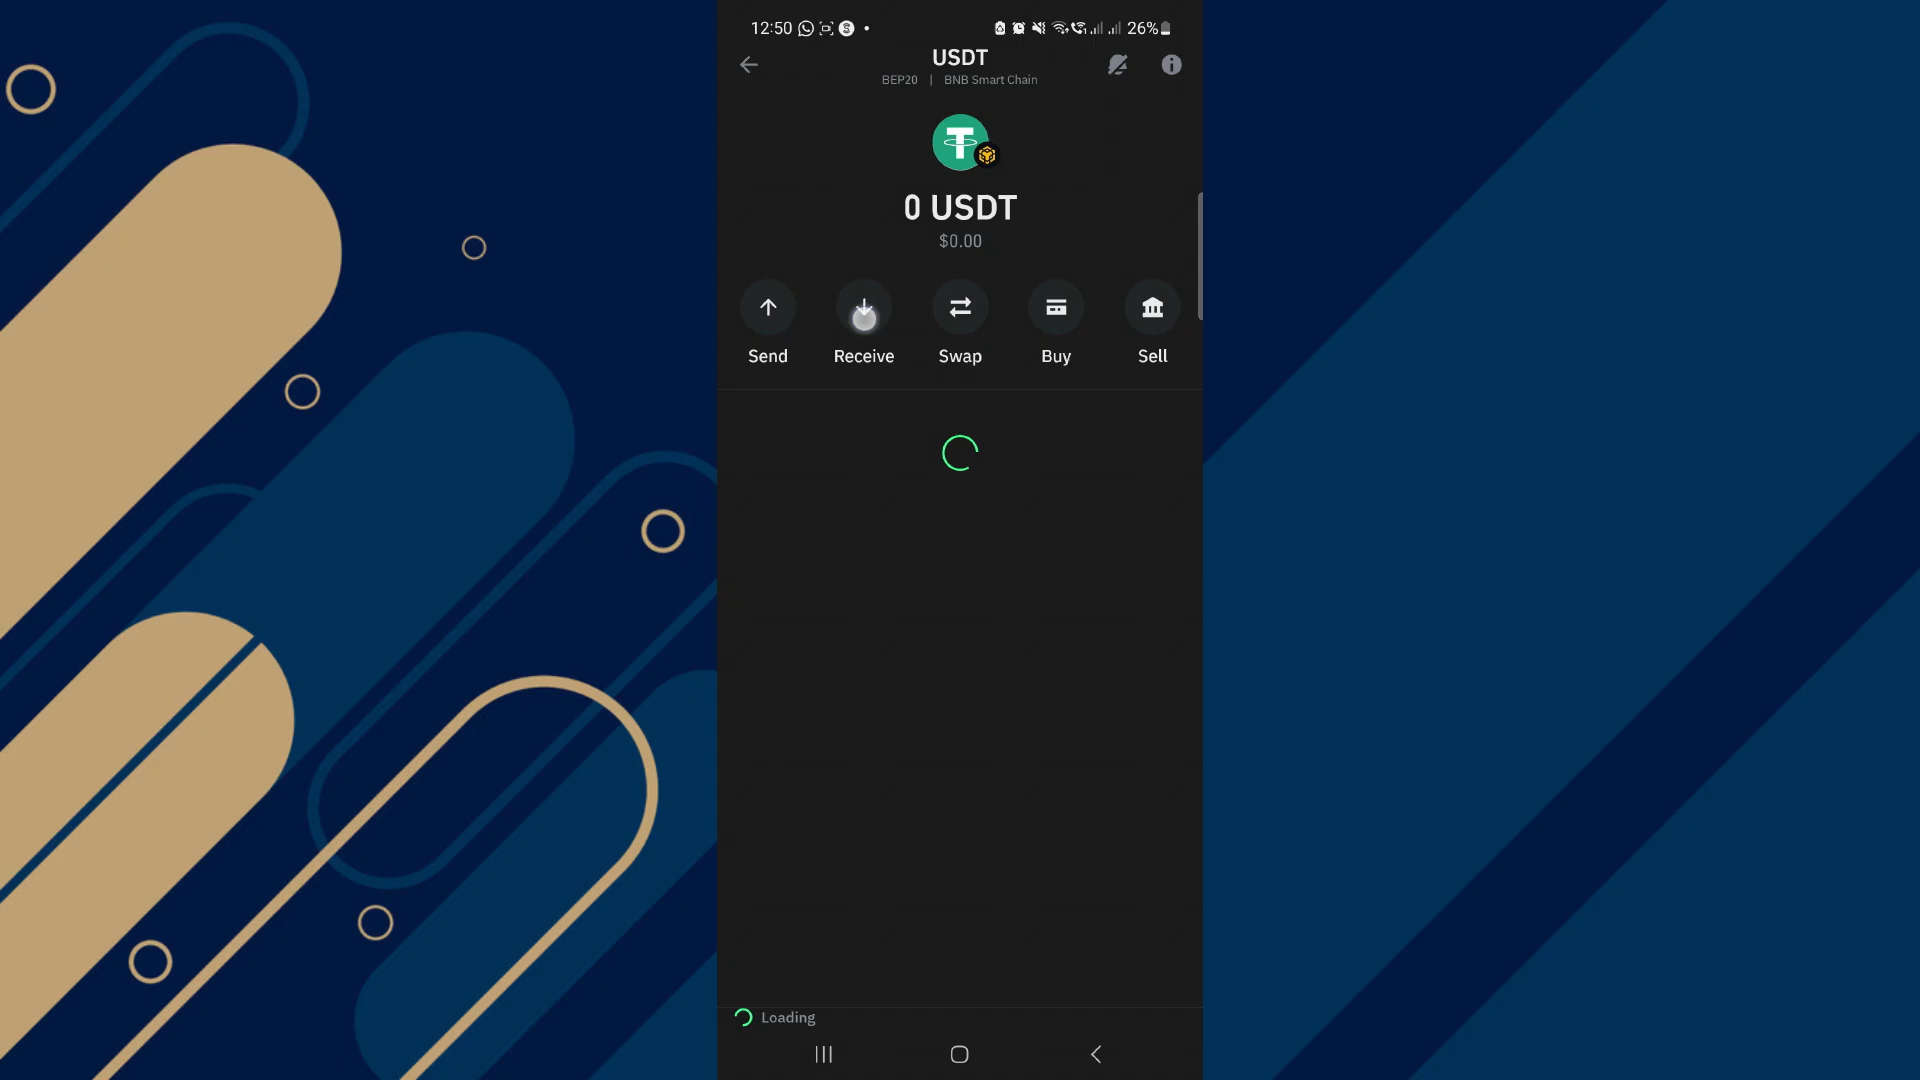 12:50
26%
USDT
BEP20 | BNB Smart Chain
0 USDT
$0.00
Send Receive Swap Buy Sell
Loading